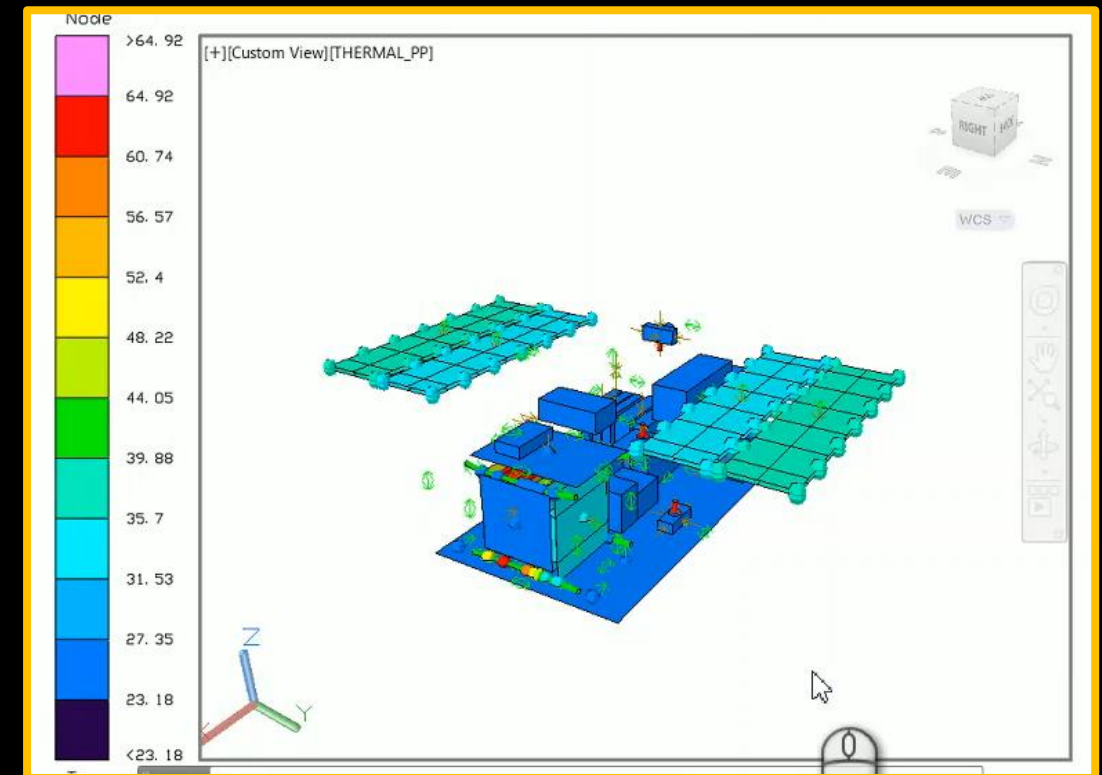 Node
>64. 92
64. 92
60. 74
56. 57
52. 4
48. 22
44. 05
39. 88
35. 7
31. 53
27. 35
23. 18
<23. 18
[+][Custom View][THERMAL_PP]
RIGHT
WCS
Z
Y